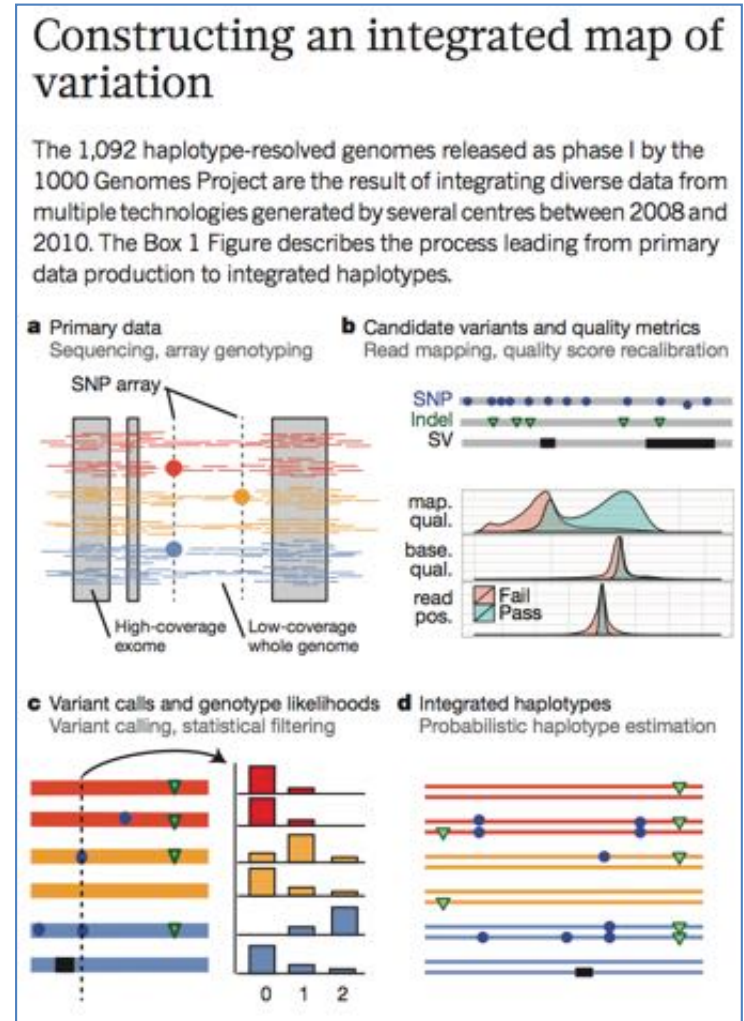 Constructing an integrated map of
variation
The 1,092 haplotype-resolved genomes released as phase I by the
1000 Genomes Project are the result of integrating diverse data from
multiple technologies generated by several centres between 2008 and
2010. The Box 1 Figure describes the process leading from primary
data production to integrated haplotypes.
a Primary data
Sequencing, array genotyping
SNP array
High-coverage
exome
Low-coverage
whole genome
b Candidate variants and quality metrics
Read mapping, quality score recalibration
SNP
Indel
SV
map.
qual.
base.
qual.
read
pos.
Fail
Pass
c Variant calls and genotype likelihoods
Variant calling, statistical filtering
0 1 2
d Integrated haplotypes
Probabilistic haplotype estimation